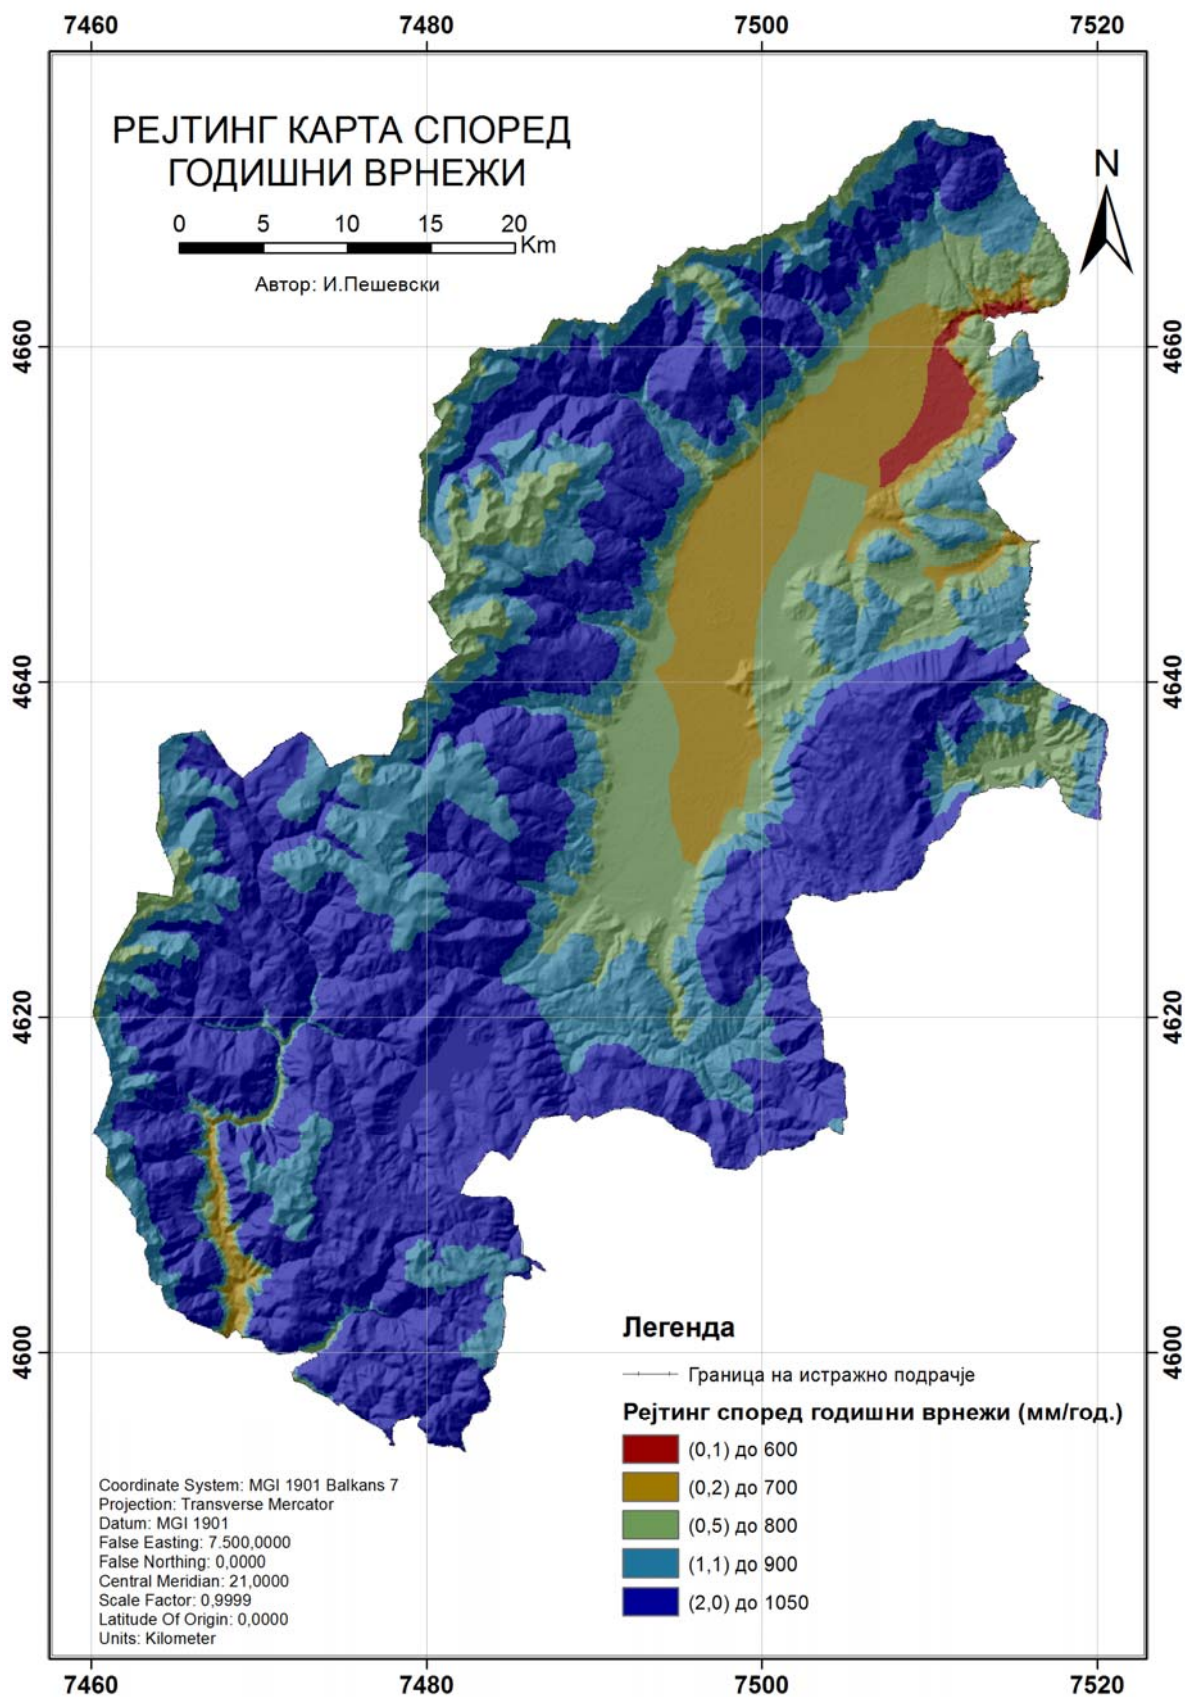 7460 7480 7500 7520
РЕЈТИНГ КАРТА СПОРЕД
ГОДИШНИ ВРНЕЖИ
0 5 10 15 20
Km
Автор: И.Пешевски
N
4660 4660
4640 4640
4620 4620
4600 4600
Легенда
Граница на истражно подрачје
Рејтинг според годишни врнежи (мм/год.)
(0,1) до 600
(0,2) до 700
(0,5) до 800
(1,1) до 900
(2,0) до 1050
Coordinate System: MGI 1901 Balkans 7
Projection: Transverse Mercator
Datum: MGI 1901
False Easting: 7.500,0000
False Northing: 0,0000
Central Meridian: 21,0000
Scale Factor: 0,9999
Latitude Of Origin: 0,0000
Units: Kilometer
7460 7480 7500 7520